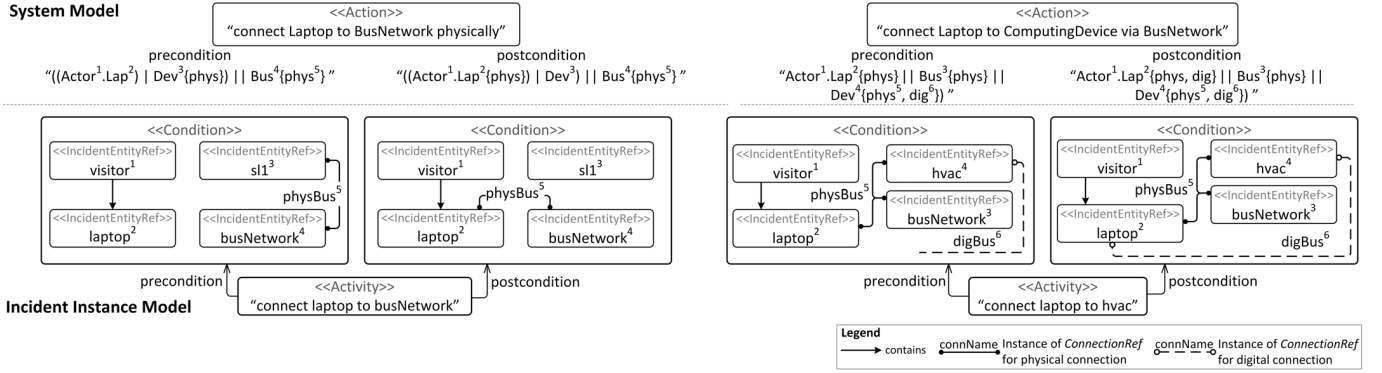 System Model
<<Action>>
“connect Laptop to BusNetwork physically”
precondition
postcondition
“((Actor¹.Lap²) | Dev³{phys}) || Bus⁴{phys⁵} ”
“((Actor¹.Lap²{phys}) | Dev³) || Bus⁴{phys⁵} ”
<<Action>>
“connect Laptop to ComputingDevice via BusNetwork”
precondition
postcondition
“Actor¹.Lap²{phys} || Bus³{phys} ||
Dev⁴{phys⁵, dig⁶}) ”
“Actor¹.Lap²{phys, dig} || Bus³{phys} ||
Dev⁴{phys⁵, dig⁶}) ”
<<Condition>>
<<IncidentEntityRef>>
visitor¹
<<IncidentEntityRef>>
sl1³
physBus⁵
<<IncidentEntityRef>>
laptop²
<<IncidentEntityRef>>
busNetwork⁴
<<Condition>>
<<IncidentEntityRef>>
visitor¹
<<IncidentEntityRef>>
sl1³
physBus⁵
<<IncidentEntityRef>>
laptop²
<<IncidentEntityRef>>
busNetwork⁴
precondition
postcondition
<<Activity>>
“connect laptop to busNetwork”
Incident Instance Model
<<Condition>>
<<IncidentEntityRef>>
visitor¹
<<IncidentEntityRef>>
hvac⁴
physBus⁵
<<IncidentEntityRef>>
busNetwork³
<<IncidentEntityRef>>
laptop²
digBus⁶
<<Condition>>
<<IncidentEntityRef>>
visitor¹
<<IncidentEntityRef>>
hvac⁴
physBus⁵
<<IncidentEntityRef>>
busNetwork³
<<IncidentEntityRef>>
laptop²
digBus⁶
precondition
postcondition
<<Activity>>
“connect laptop to hvac”
Legend
contains
connName Instance of ConnectionRef
for physical connection
connName Instance of ConnectionRef
for digital connection